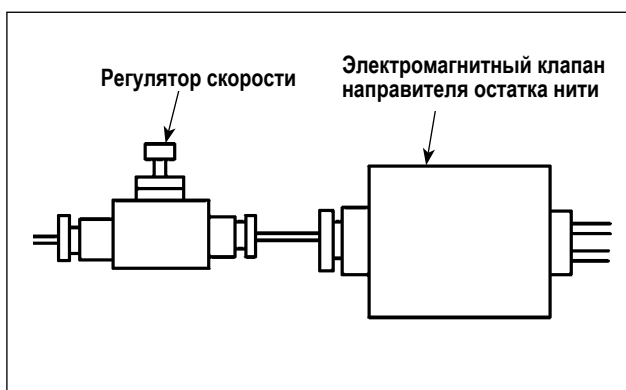 Регулятор скорости
Электромагнитный клапан
направителя остатка нити